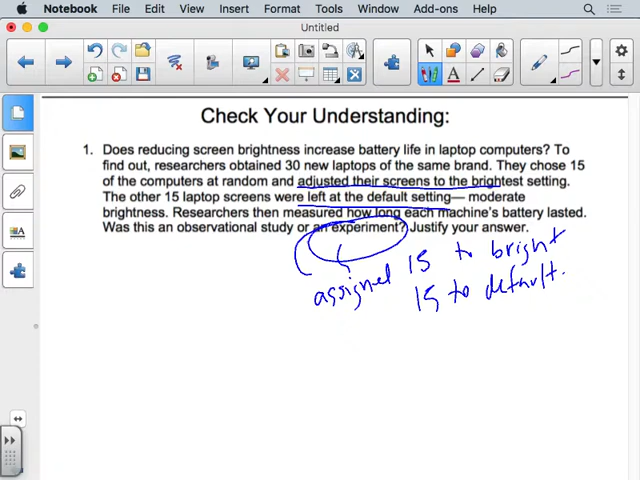 Notebook File Edit View Insert Format Tools Window Add-ons Help
Untitled
Check Your Understanding:
1. Does reducing screen brightness increase battery life in laptop computers? To
find out, researchers obtained 30 new laptops of the same brand. They chose 15
of the computers at random and adjusted their screens to the brightest setting.
The other 15 laptop screens were left at the default setting— moderate
brightness. Researchers then measured how long each machine's battery lasted.
Was this an observational study or an experiment? Justify your answer.
assigned 15 to bright
15 to default.